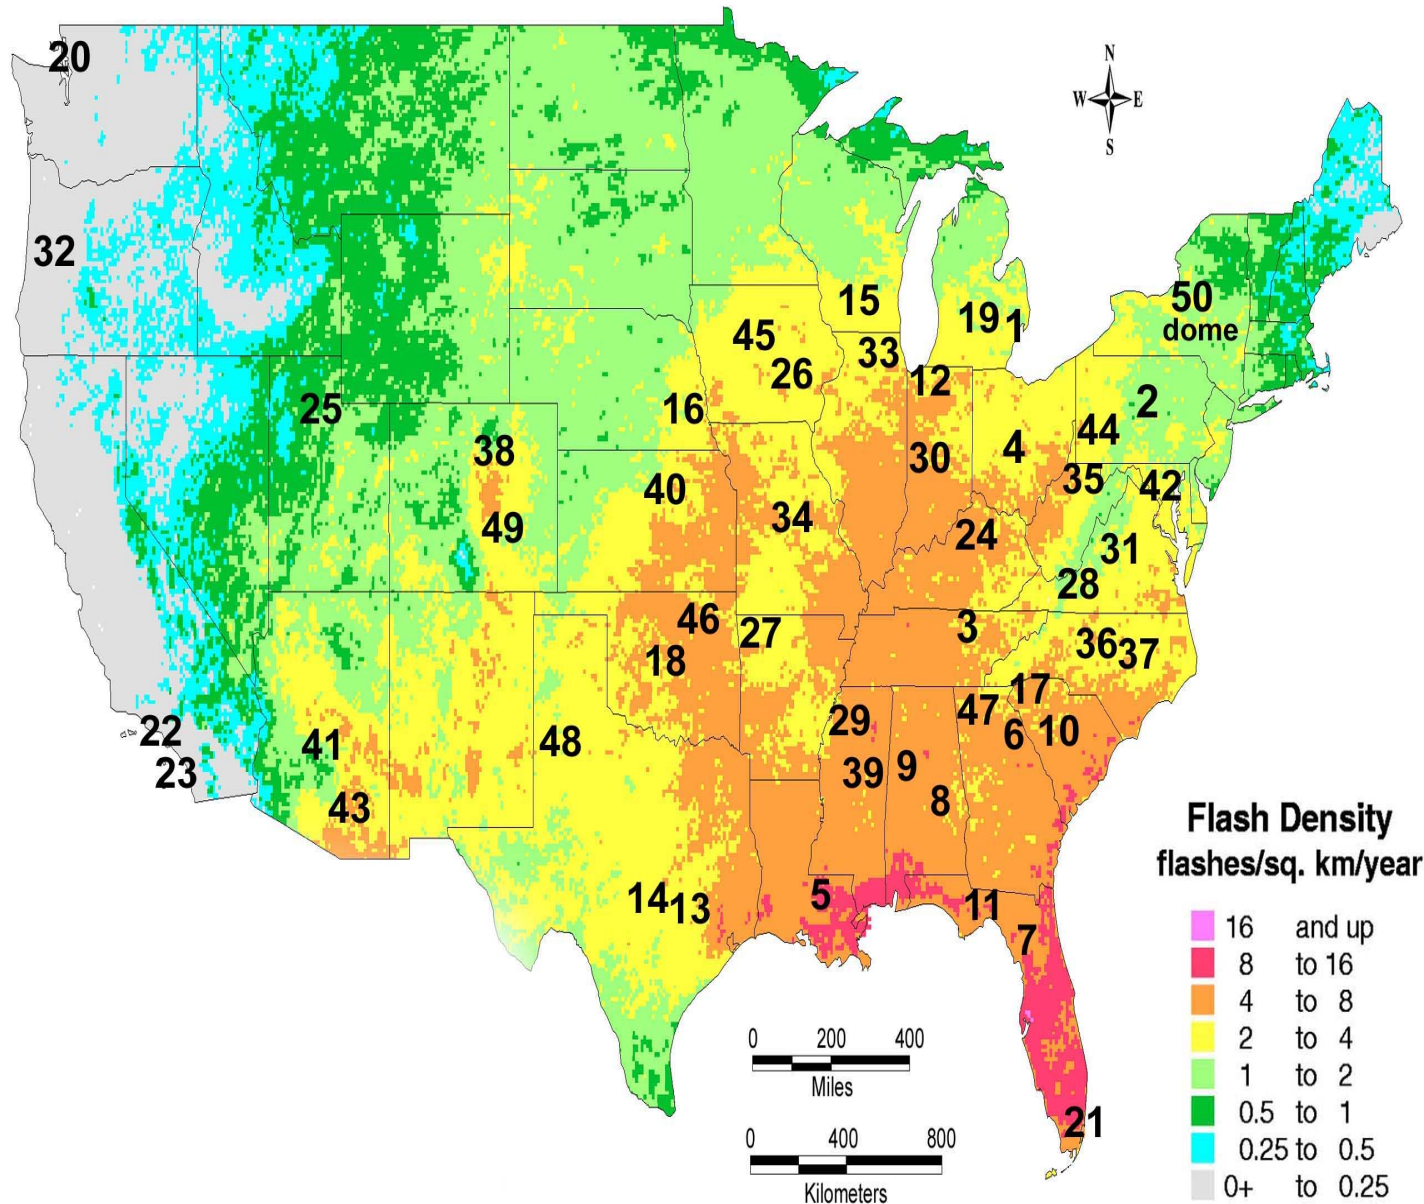 20
N
W E
S
32
50
dome
15
19 1
45
33
26
12
25
16
2
38
44
4
30
40
35
42
34
49
24
31
28
46
27
3
36 37
18
17
29
47
22
41
48
6 10
23
39 9
43
8
Flash Density
flashes/sq. km/year
14 13
5
11
7
16 and up
8 to 16
4 to 8
2 to 4
1 to 2
0.5 to 1
0.25 to 0.5
0+ to 0.25
0 200 400
Miles
21
0 400 800
Kilometers